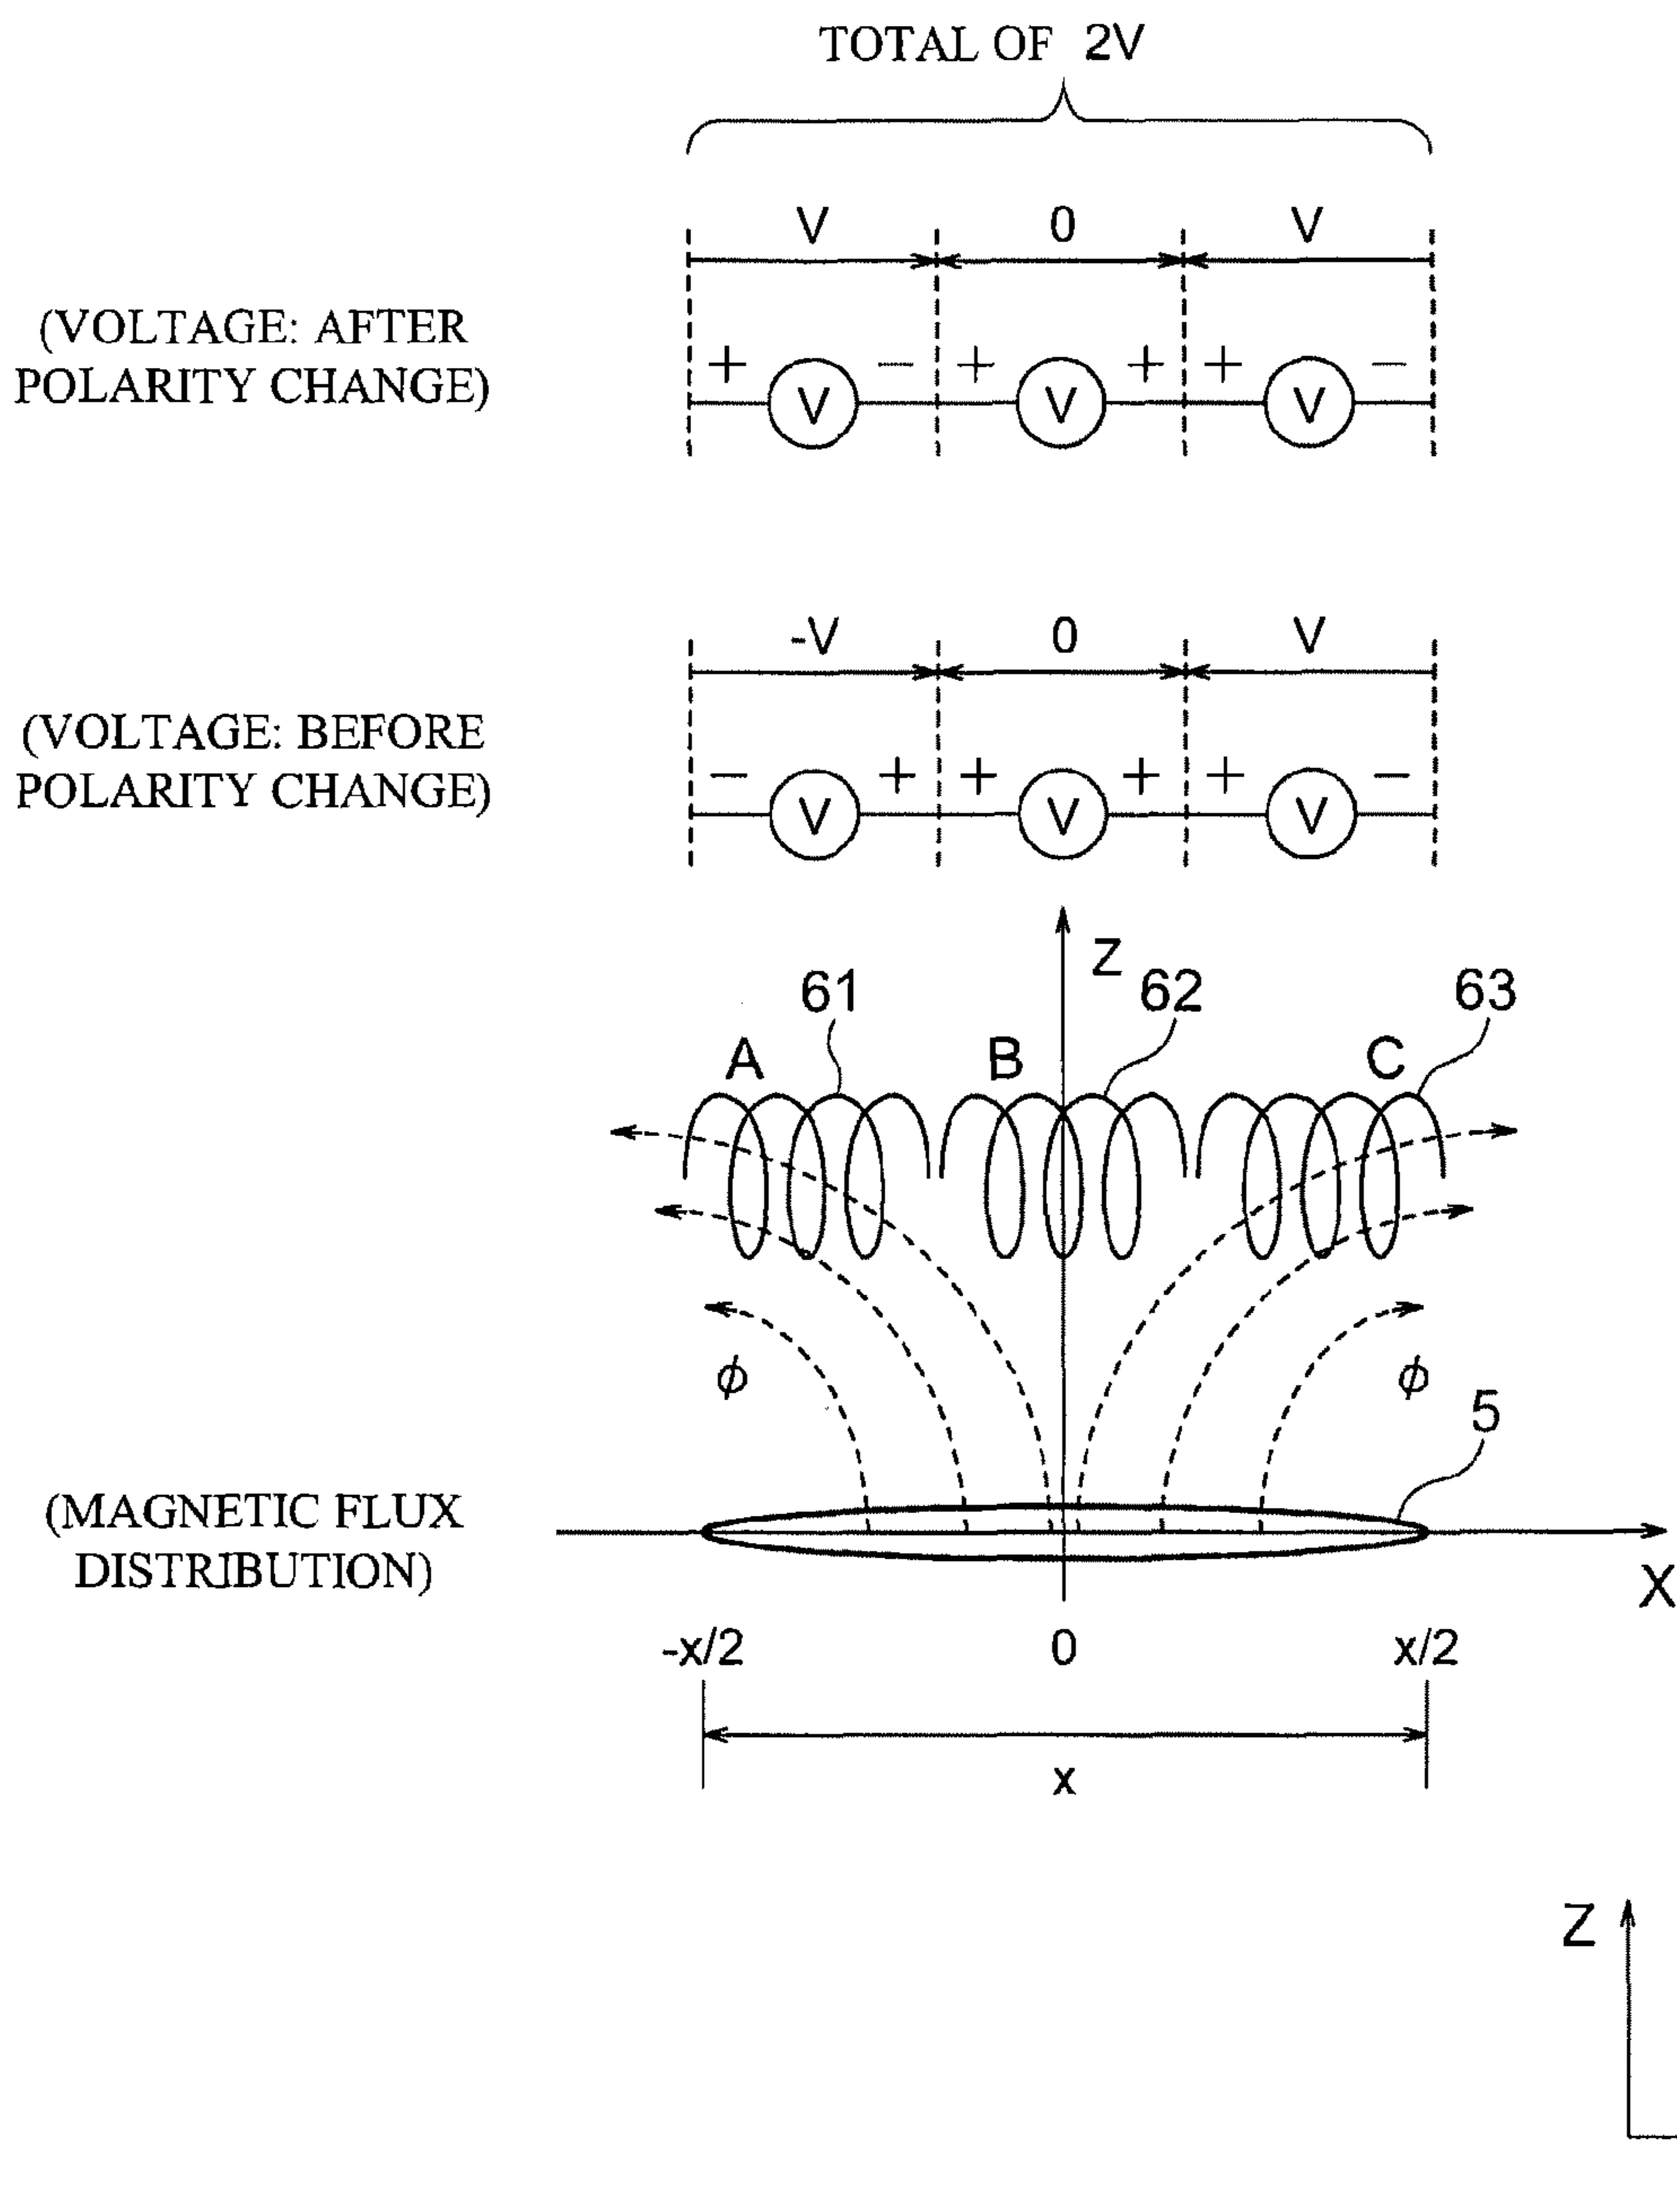 TOTAL OF 2V
V 0 V
(VOLTAGE: AFTER
POLARITY CHANGE)
+ - + + + -
V V V
-V 0 V
(VOLTAGE: BEFORE
POLARITY CHANGE)
- + + + + -
V V V
Z
61 62 63
A B C
ϕ ϕ
5
(MAGNETIC FLUX
DISTRIBUTION)
X
-x/2 0 x/2
x
Z